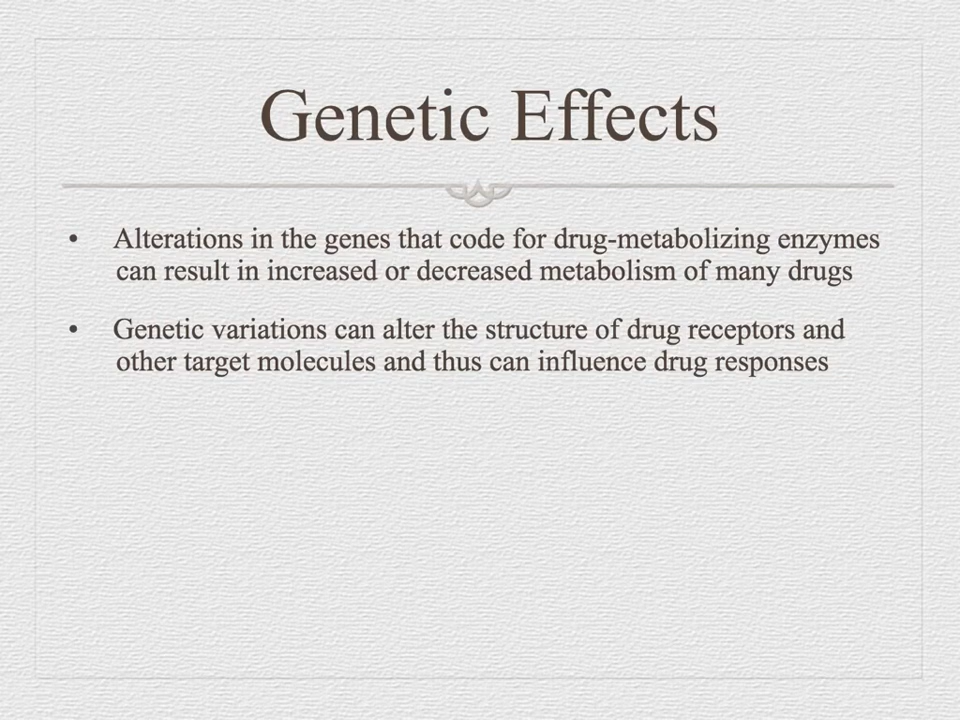 Genetic Effects
• Alterations in the genes that code for drug-metabolizing enzymes
can result in increased or decreased metabolism of many drugs
• Genetic variations can alter the structure of drug receptors and
other target molecules and thus can influence drug responses